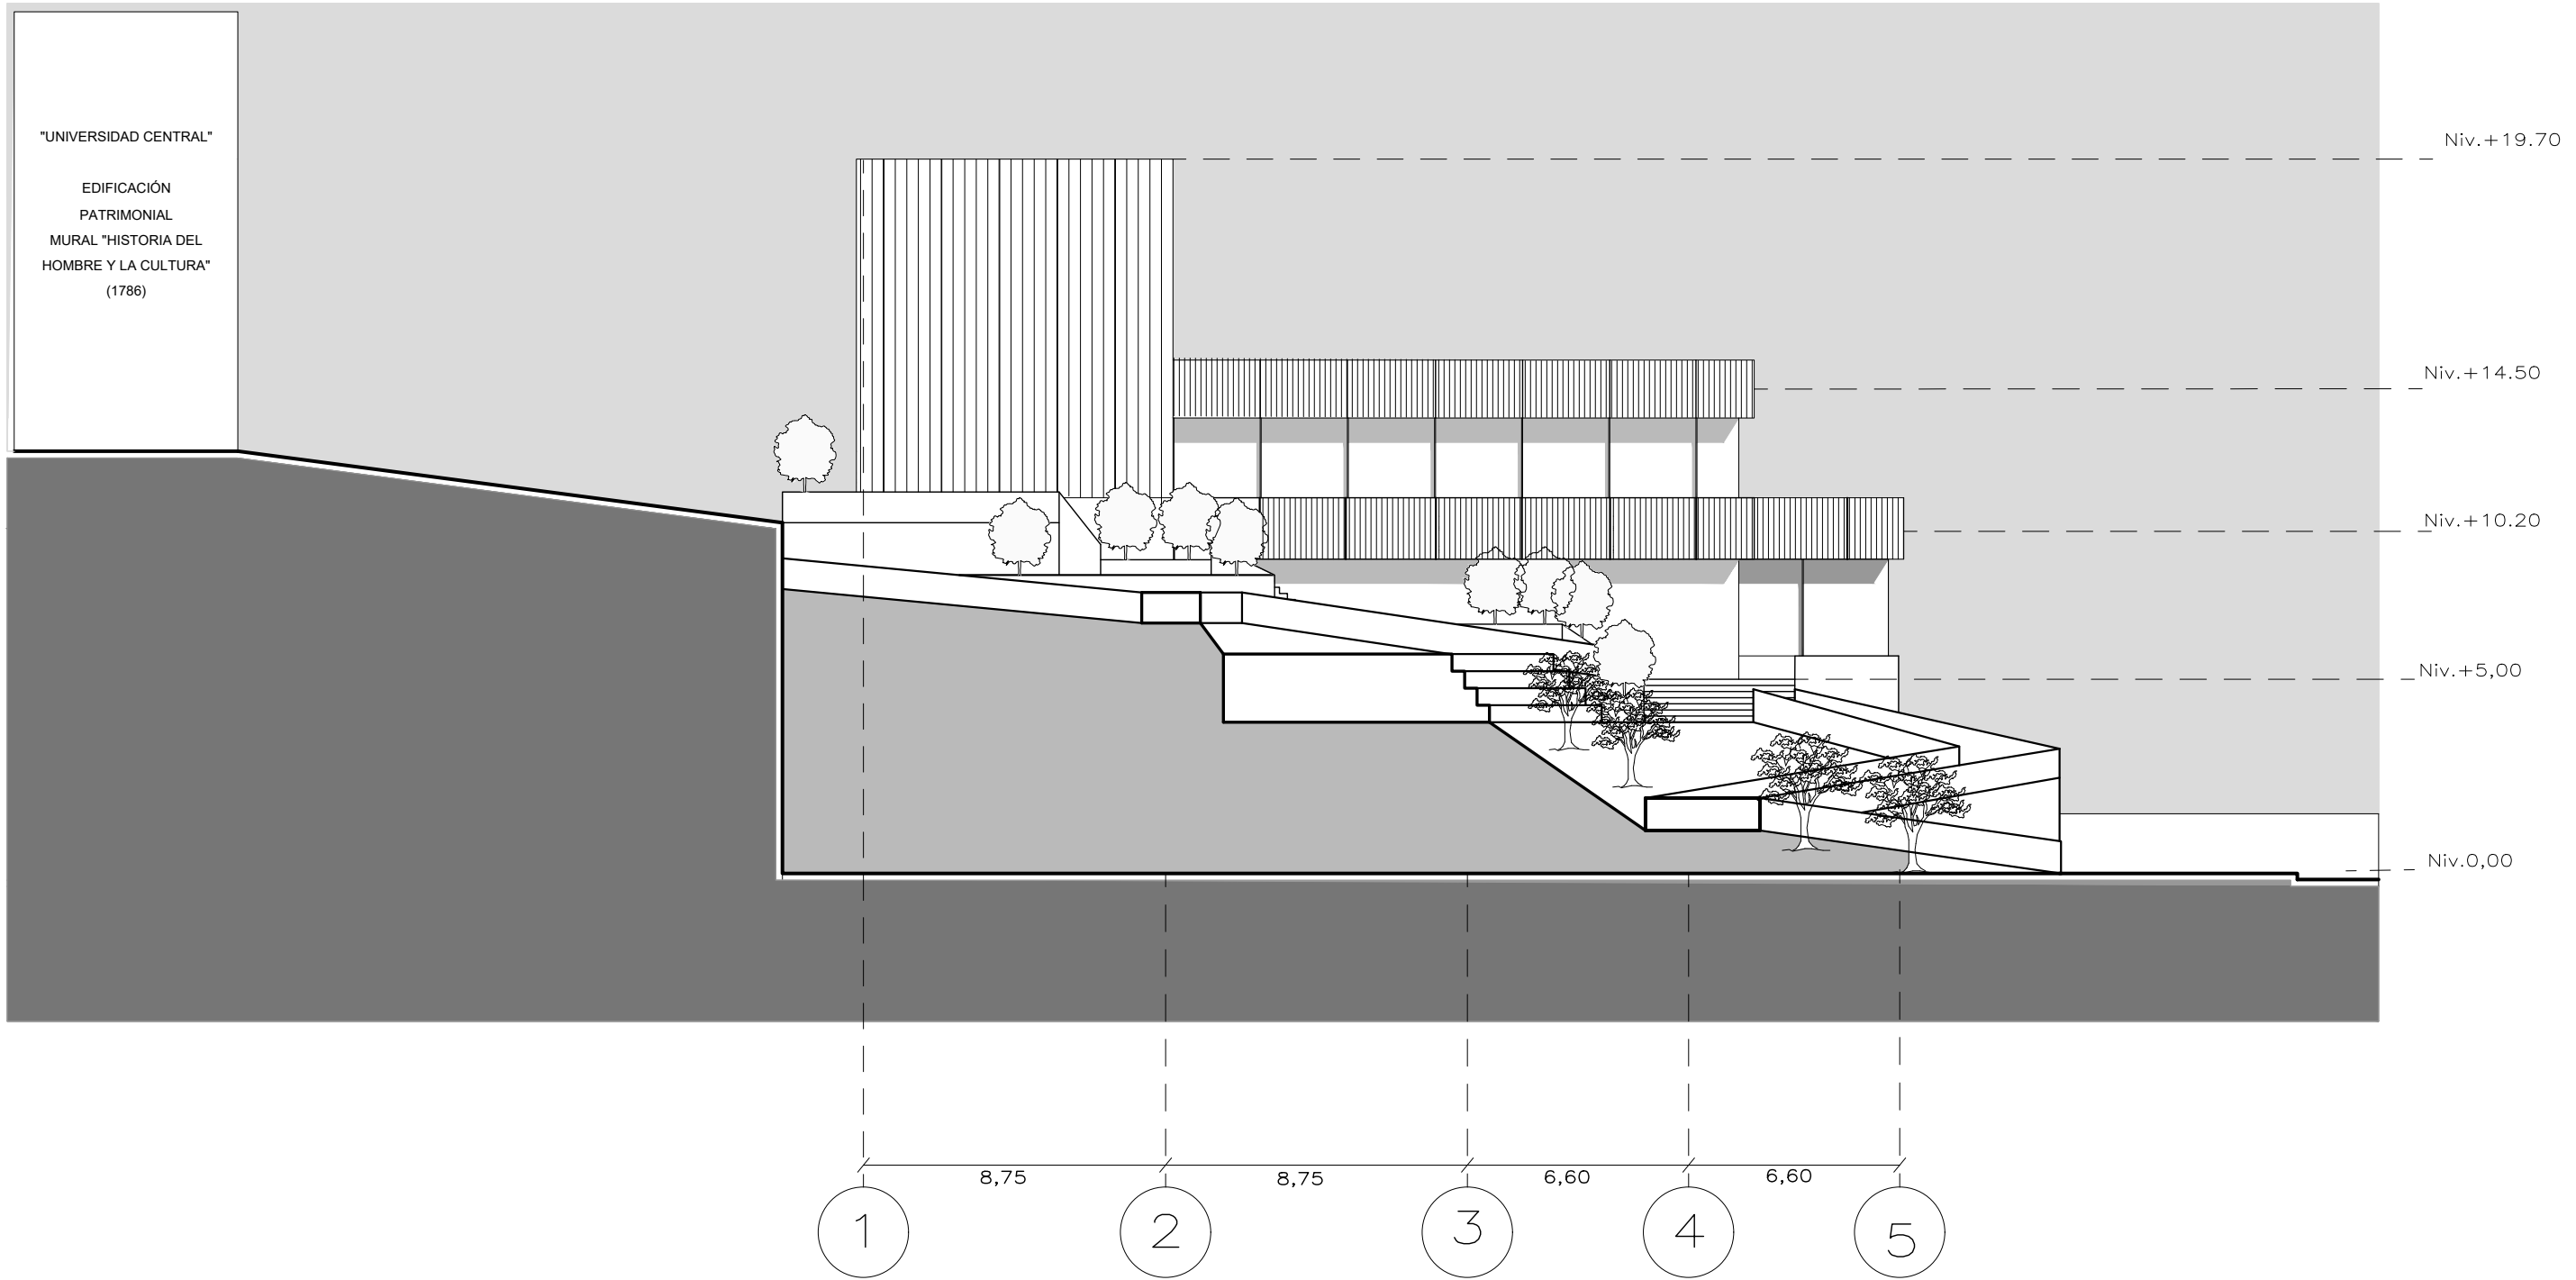 "UNIVERSIDAD CENTRAL"
EDIFICACIÓN
PATRIMONIAL
MURAL "HISTORIA DEL
HOMBRE Y LA CULTURA"
(1786)
Niv.+19.70
Niv.+14.50
Niv.+10.20
Niv.+5,00
Niv.0,00
8,75
8,75
6,60
6,60
1
2
3
4
5